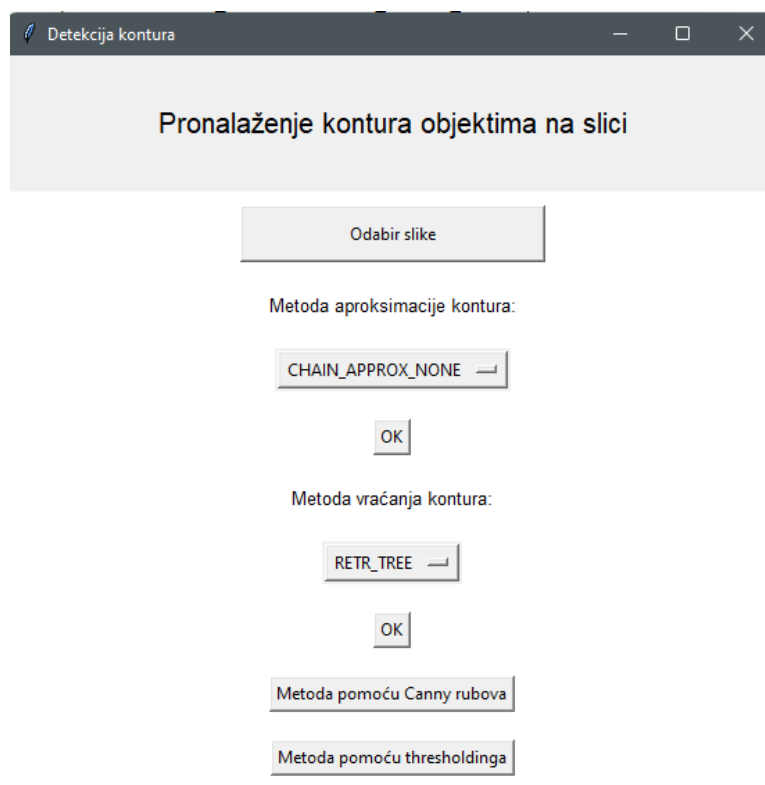 Detekcija kontura
Pronalaženje kontura objektima na slici
Odabir slike
Metoda aproksimacije kontura:
CHAIN_APPROX_NONE
OK
Metoda vraćanja kontura:
RETR_TREE
OK
Metoda pomoću Canny rubova
Metoda pomoću thresholdinga